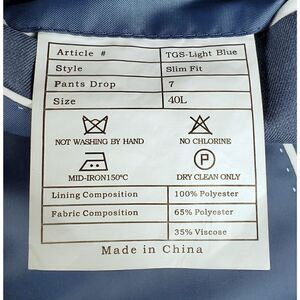 Article # TGS-Light Blue
Style Slim Fit
Pants Drop 7
Size 40L
NOT WASHING BY HAND NO CHLORINE
P
MID-IRON150°C DRY CLEAN ONLY
Lining Composition 100% Polyester
Fabric Composition 65% Polyester
35% Viscose
Made in China